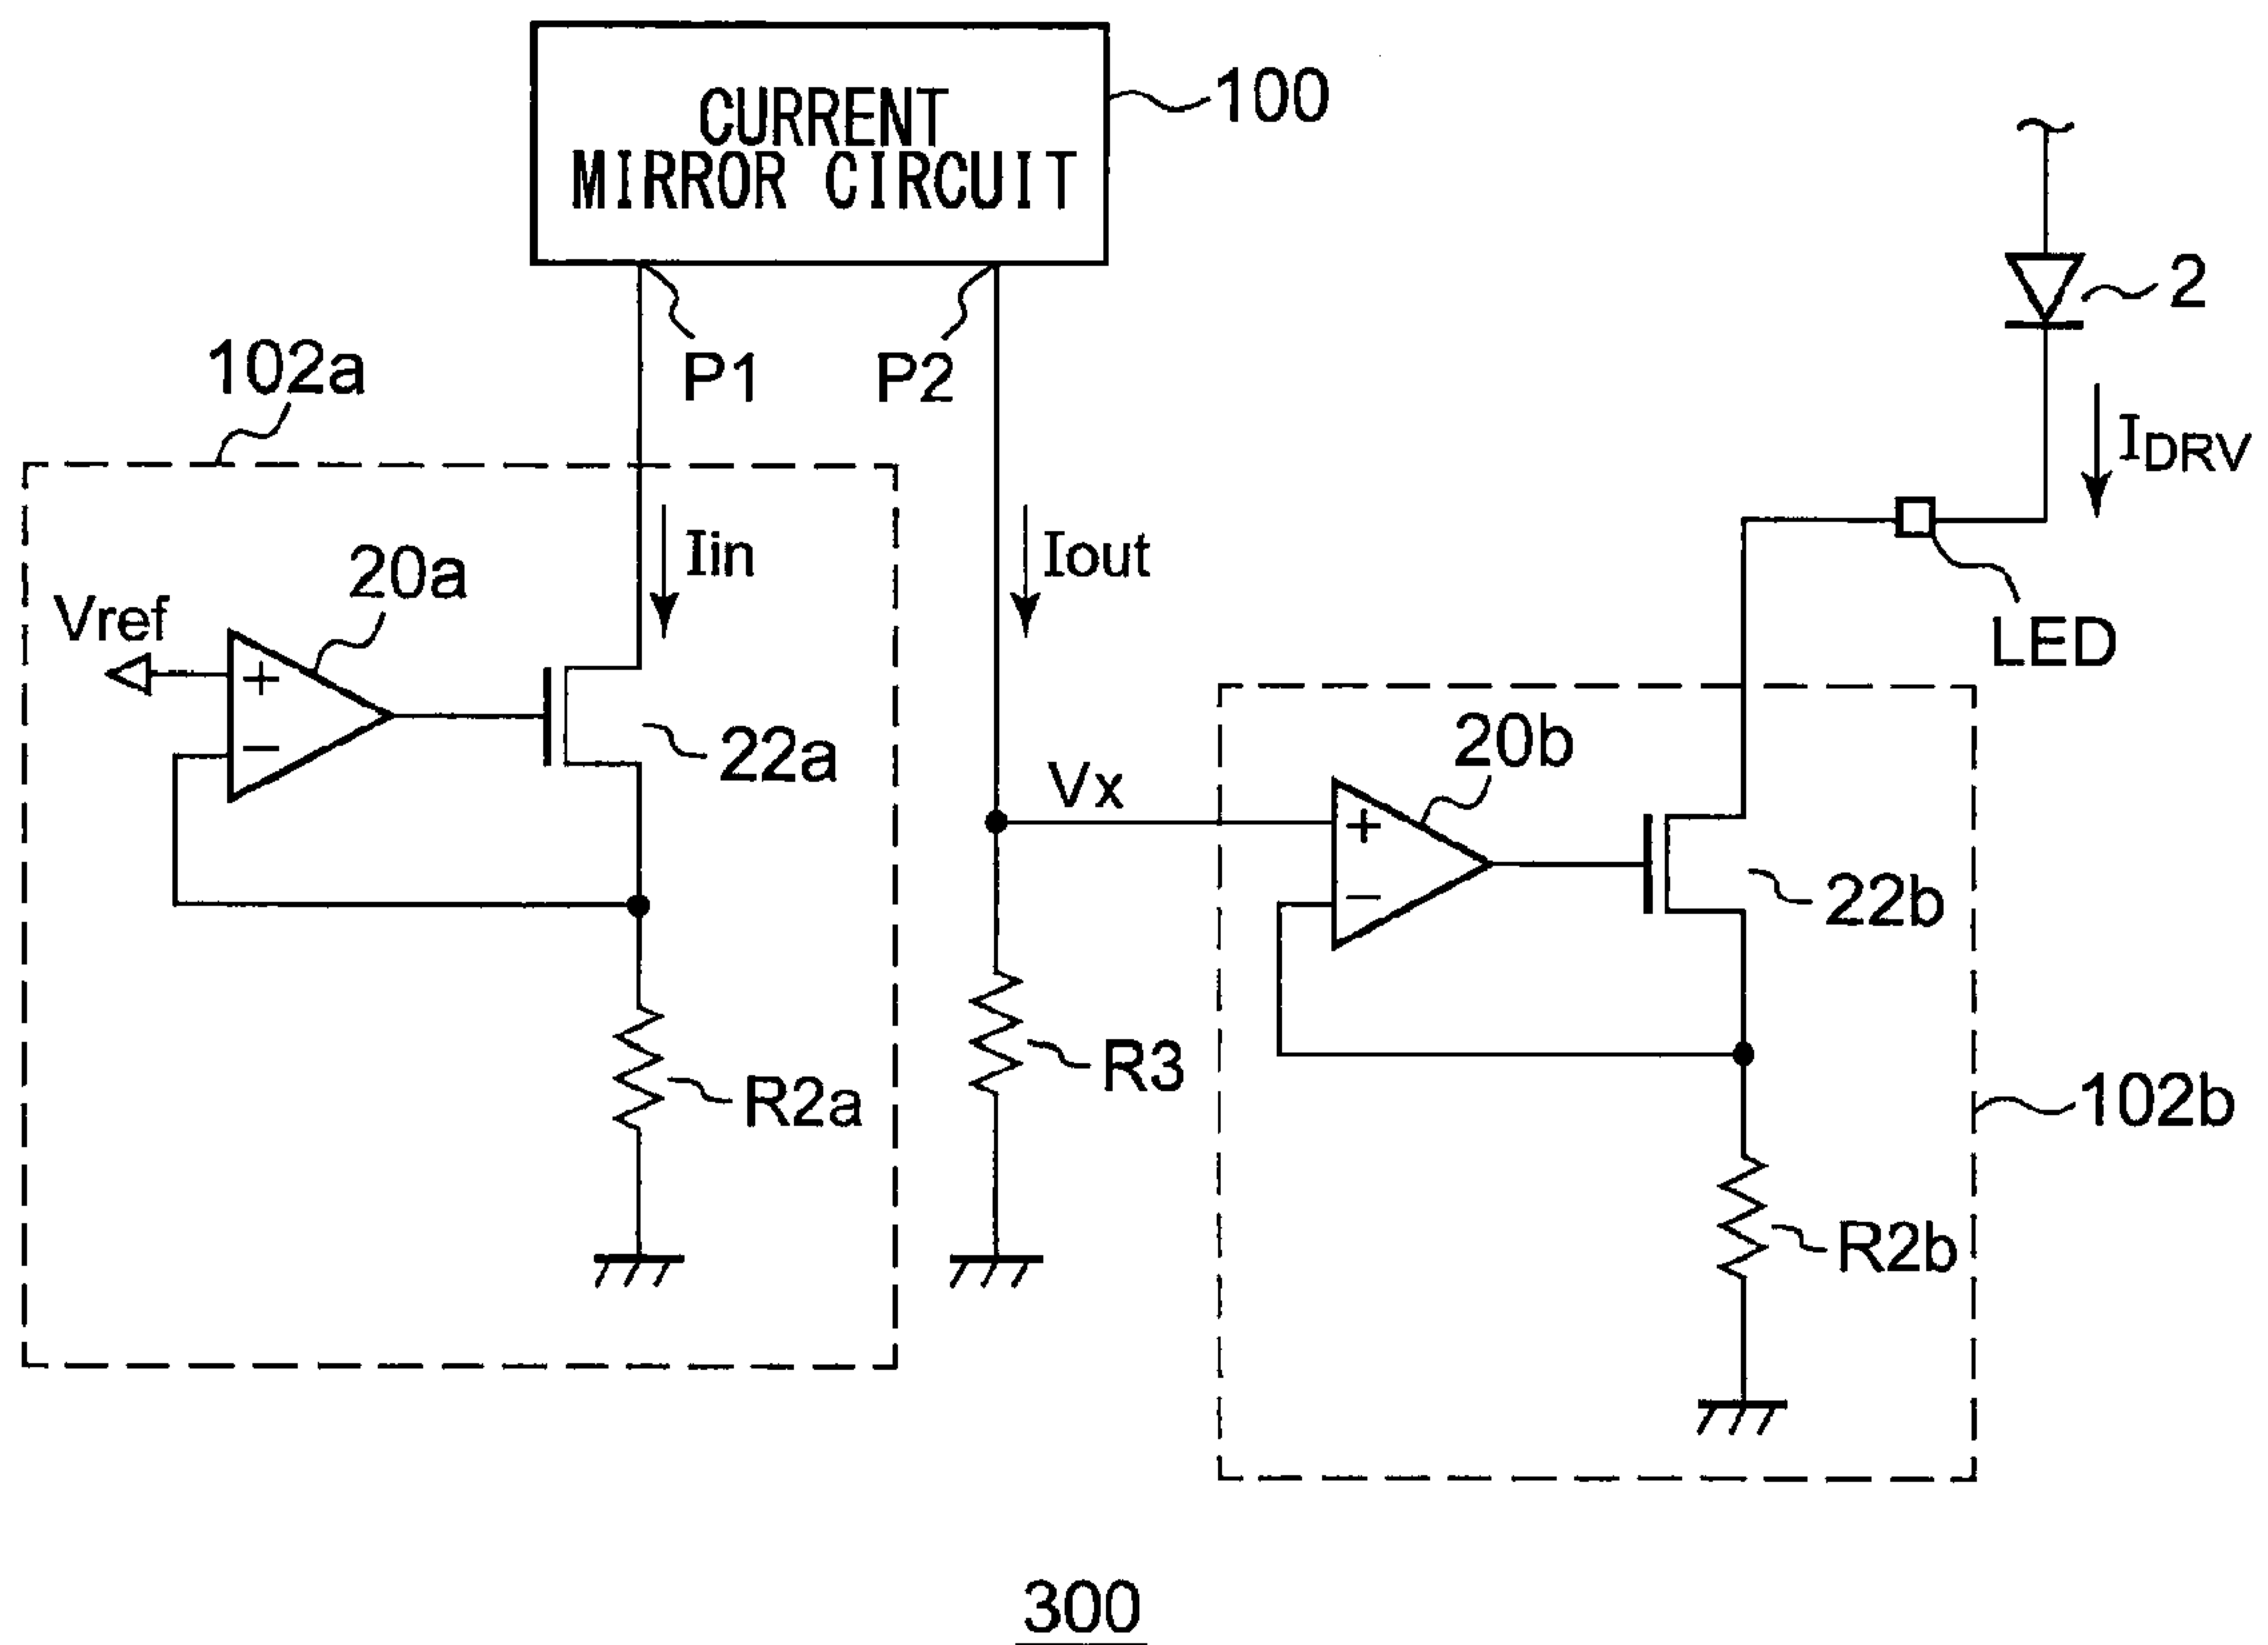 CURRENT
MIRROR CIRCUIT
100
2
P1
P2
102a
IDRV
Iin
Iout
20a
Vref
+
−
22a
LED
Vx
20b
+
−
22b
R3
R2a
102b
R2b
300